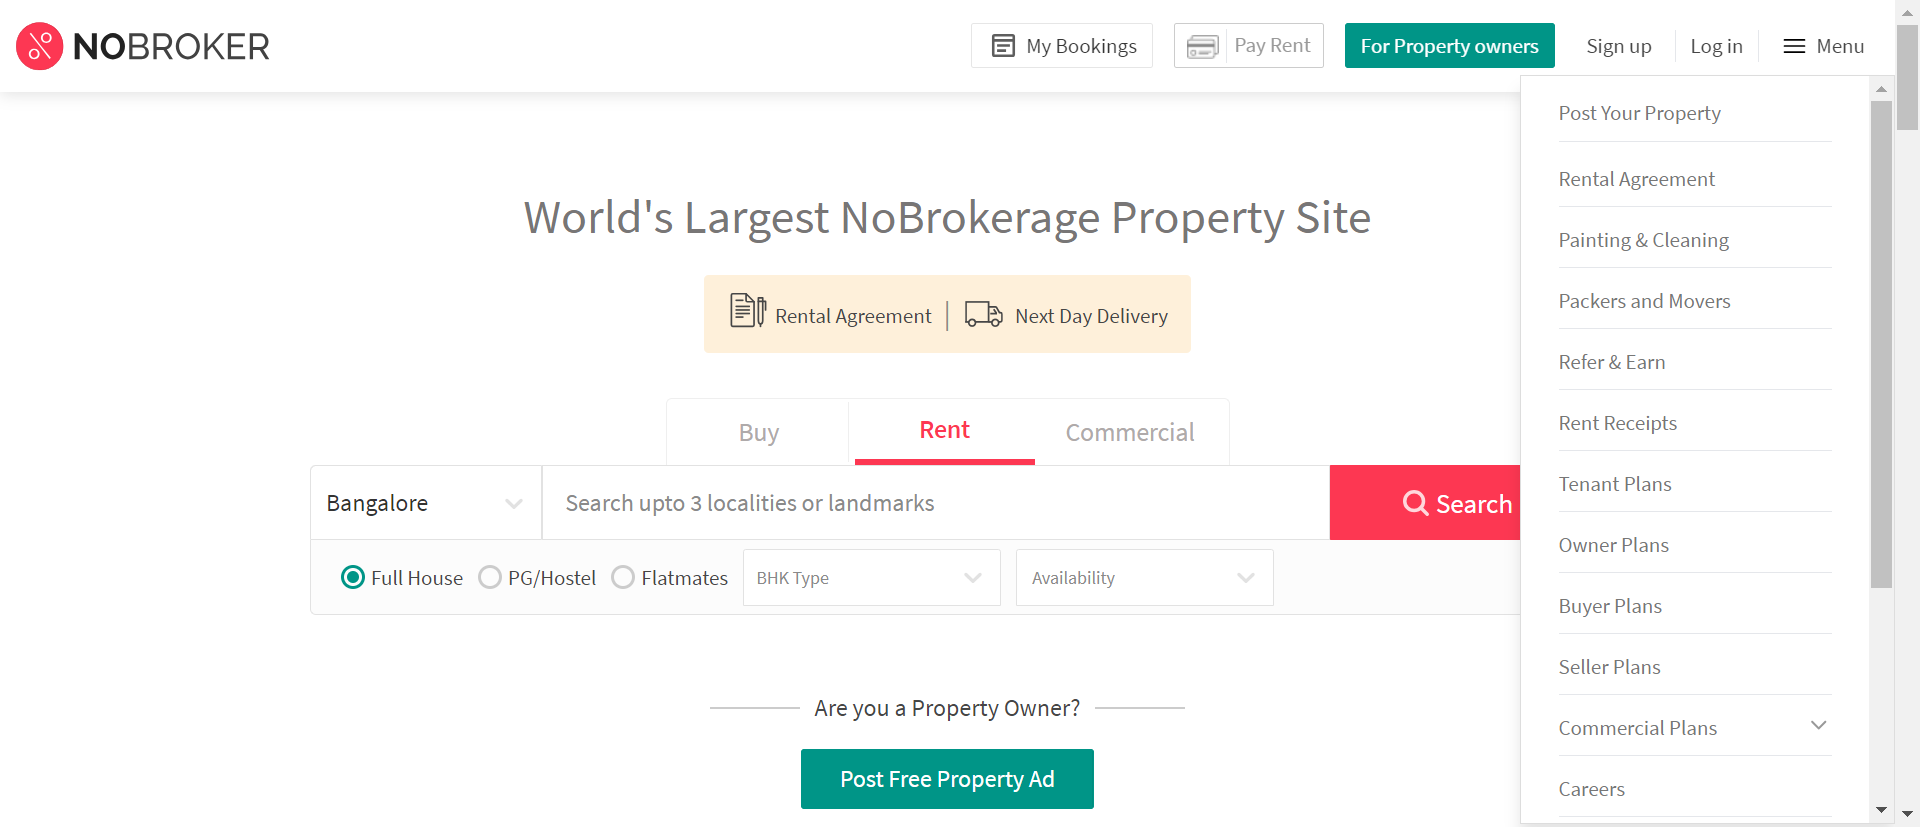 NOBROKER
My Bookings
Pay Rent
For Property owners
Sign up
Log in
Menu
Post Your Property
Rental Agreement
Painting & Cleaning
Packers and Movers
Refer & Earn
Rent Receipts
Tenant Plans
Owner Plans
Buyer Plans
Seller Plans
Commercial Plans
Careers
World's Largest NoBrokerage Property Site
Rental Agreement
Next Day Delivery
Buy
Rent
Commercial
Bangalore
Search upto 3 localities or landmarks
Search
Full House
PG/Hostel
Flatmates
BHK Type
Availability
Are you a Property Owner?
Post Free Property Ad